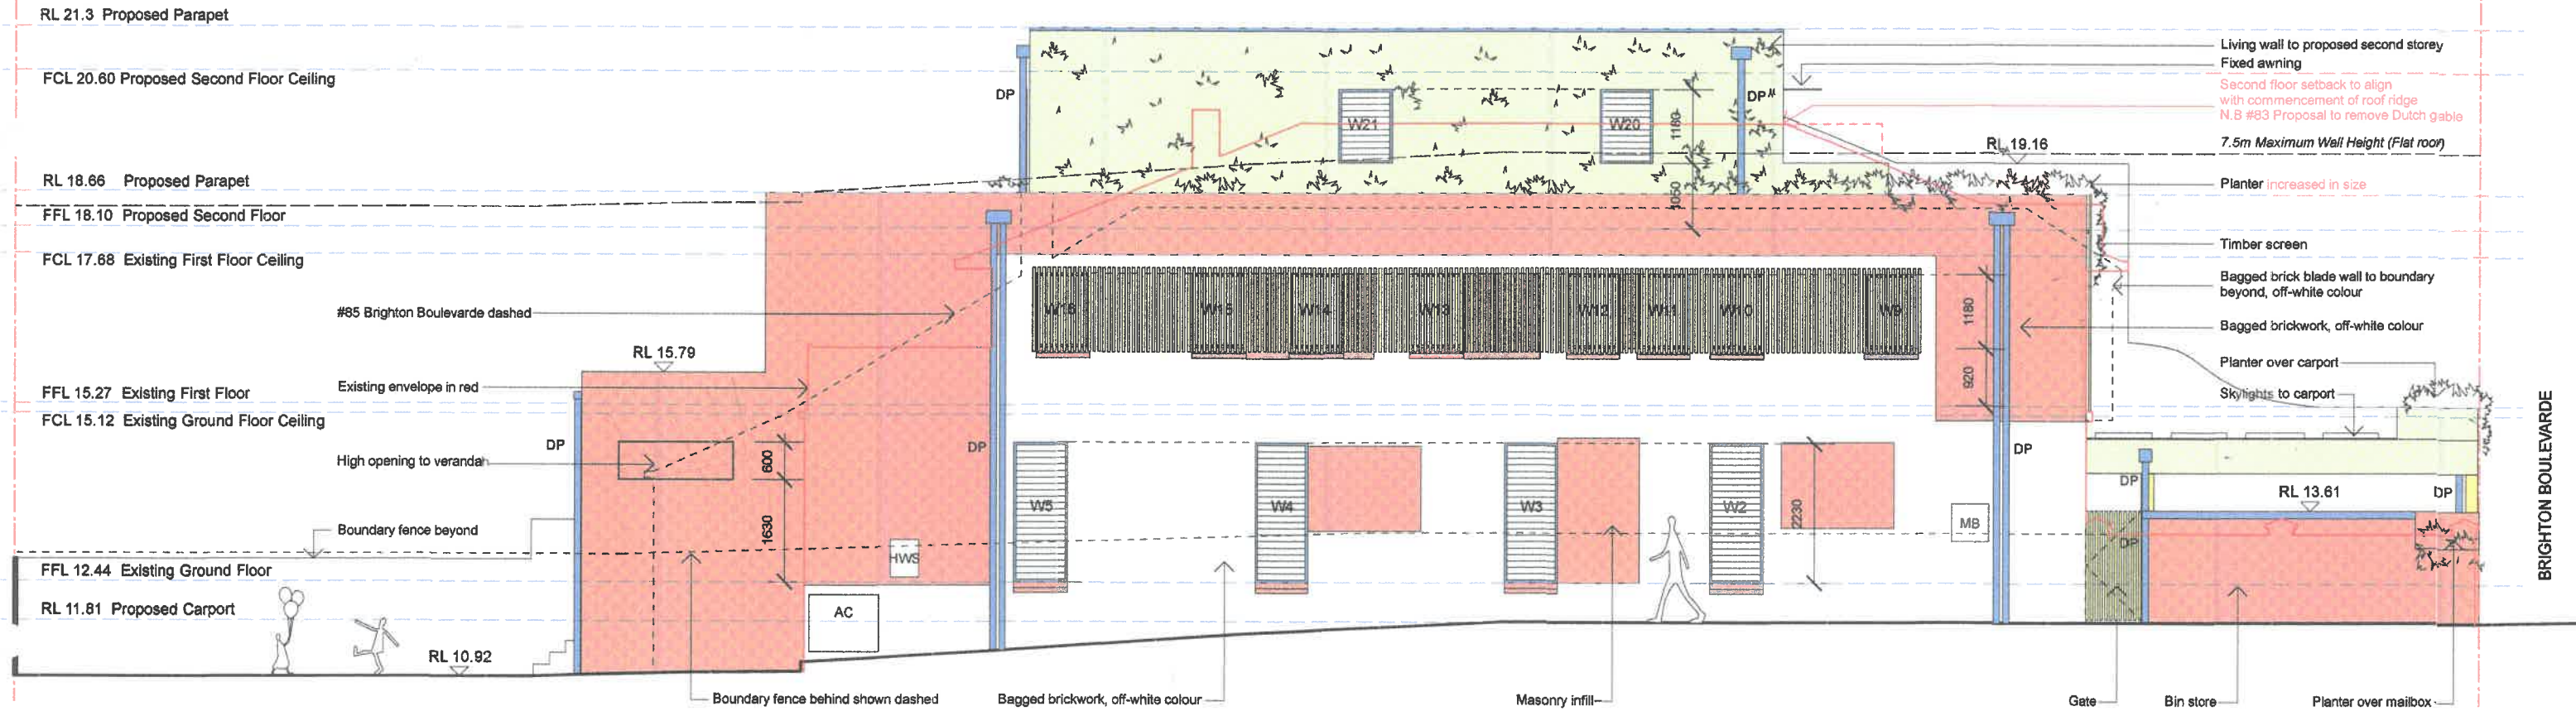 RL 21.3 Proposed Parapet
FCL 20.60 Proposed Second Floor Ceiling
RL 18.66 Proposed Parapet
FFL 18.10 Proposed Second Floor
FCL 17.68 Existing First Floor Ceiling
#85 Brighton Boulevarde dashed
RL 15.79
Existing envelope in red
FFL 15.27 Existing First Floor
FCL 15.12 Existing Ground Floor Ceiling
High opening to verandah
Boundary fence beyond
FFL 12.44 Existing Ground Floor
RL 11.81 Proposed Carport
RL 10.92
DP
DP
DP
DP
600
1630
HWS
AC
W21
W20
1180
1050
W16
W15
W14
W13
W12
W11
W10
W9
1180
920
W5
W4
W3
W2
2230
MB
DP
DP
DP
DP
RL 19.16
RL 13.61
Living wall to proposed second storey
Fixed awning
Second floor setback to align
with commencement of roof ridge
N.B #83 Proposal to remove Dutch gable
7.5m Maximum Wall Height (Flat roof)
Planter increased in size
Timber screen
Bagged brick blade wall to boundary
beyond, off-white colour
Bagged brickwork, off-white colour
Planter over carport
Skylights to carport
BRIGHTON BOULEVARDE
Boundary fence behind shown dashed
Bagged brickwork, off-white colour
Masonry infill
Gate
Bin store
Planter over mailbox